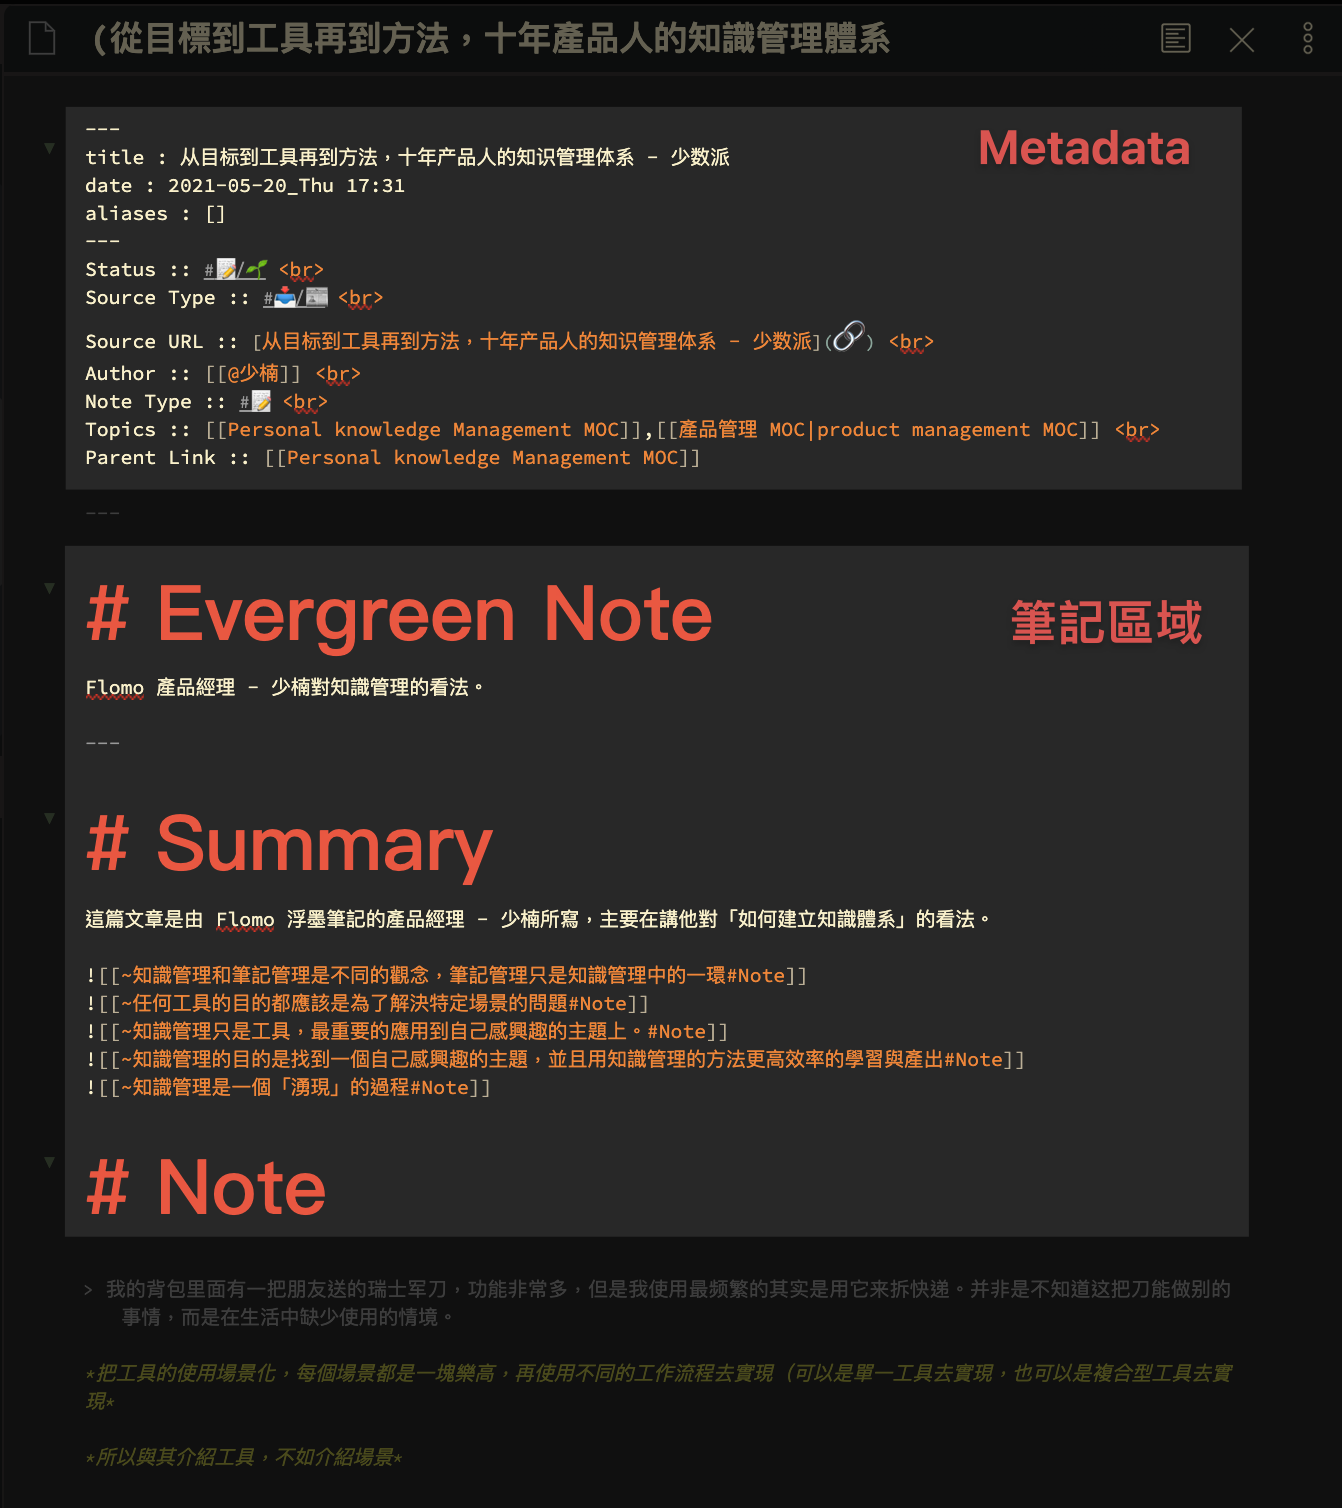 (從目標到工具再到方法，十年產品人的知識管理體系
---
Metadata
title : 从目标到工具再到方法，十年产品人的知识管理体系 - 少数派
date : 2021-05-20_Thu 17:31
aliases : []
---
Status :: #📝/🌱 <br>
Source Type :: #📥/📰 <br>
Source URL :: [从目标到工具再到方法，十年产品人的知识管理体系 - 少数派](🔗) <br>
Author :: [[@少楠]] <br>
Note Type :: #📝 <br>
Topics :: [[Personal knowledge Management MOC]],[[產品管理 MOC|product management MOC]] <br>
Parent Link :: [[Personal knowledge Management MOC]]
---
# Evergreen Note
筆記區域
Flomo 產品經理 - 少楠對知識管理的看法。
---
# Summary
這篇文章是由 Flomo 浮墨筆記的產品經理 - 少楠所寫，主要在講他對「如何建立知識體系」的看法。
![[~知識管理和筆記管理是不同的觀念，筆記管理只是知識管理中的一環#Note]]
![[~任何工具的目的都應該是為了解決特定場景的問題#Note]]
![[~知識管理只是工具，最重要的應用到自己感興趣的主題上。#Note]]
![[~知識管理的目的是找到一個自己感興趣的主題，並且用知識管理的方法更高效率的學習與產出#Note]]
![[~知識管理是一個「湧現」的過程#Note]]
# Note
> 我的背包里面有一把朋友送的瑞士军刀，功能非常多，但是我使用最频繁的其实是用它来拆快递。并非是不知道这把刀能做别的
事情，而是在生活中缺少使用的情境。
*把工具的使用場景化，每個場景都是一塊樂高，再使用不同的工作流程去實現（可以是單一工具去實現，也可以是複合型工具去實
現*
*所以與其介紹工具，不如介紹場景*